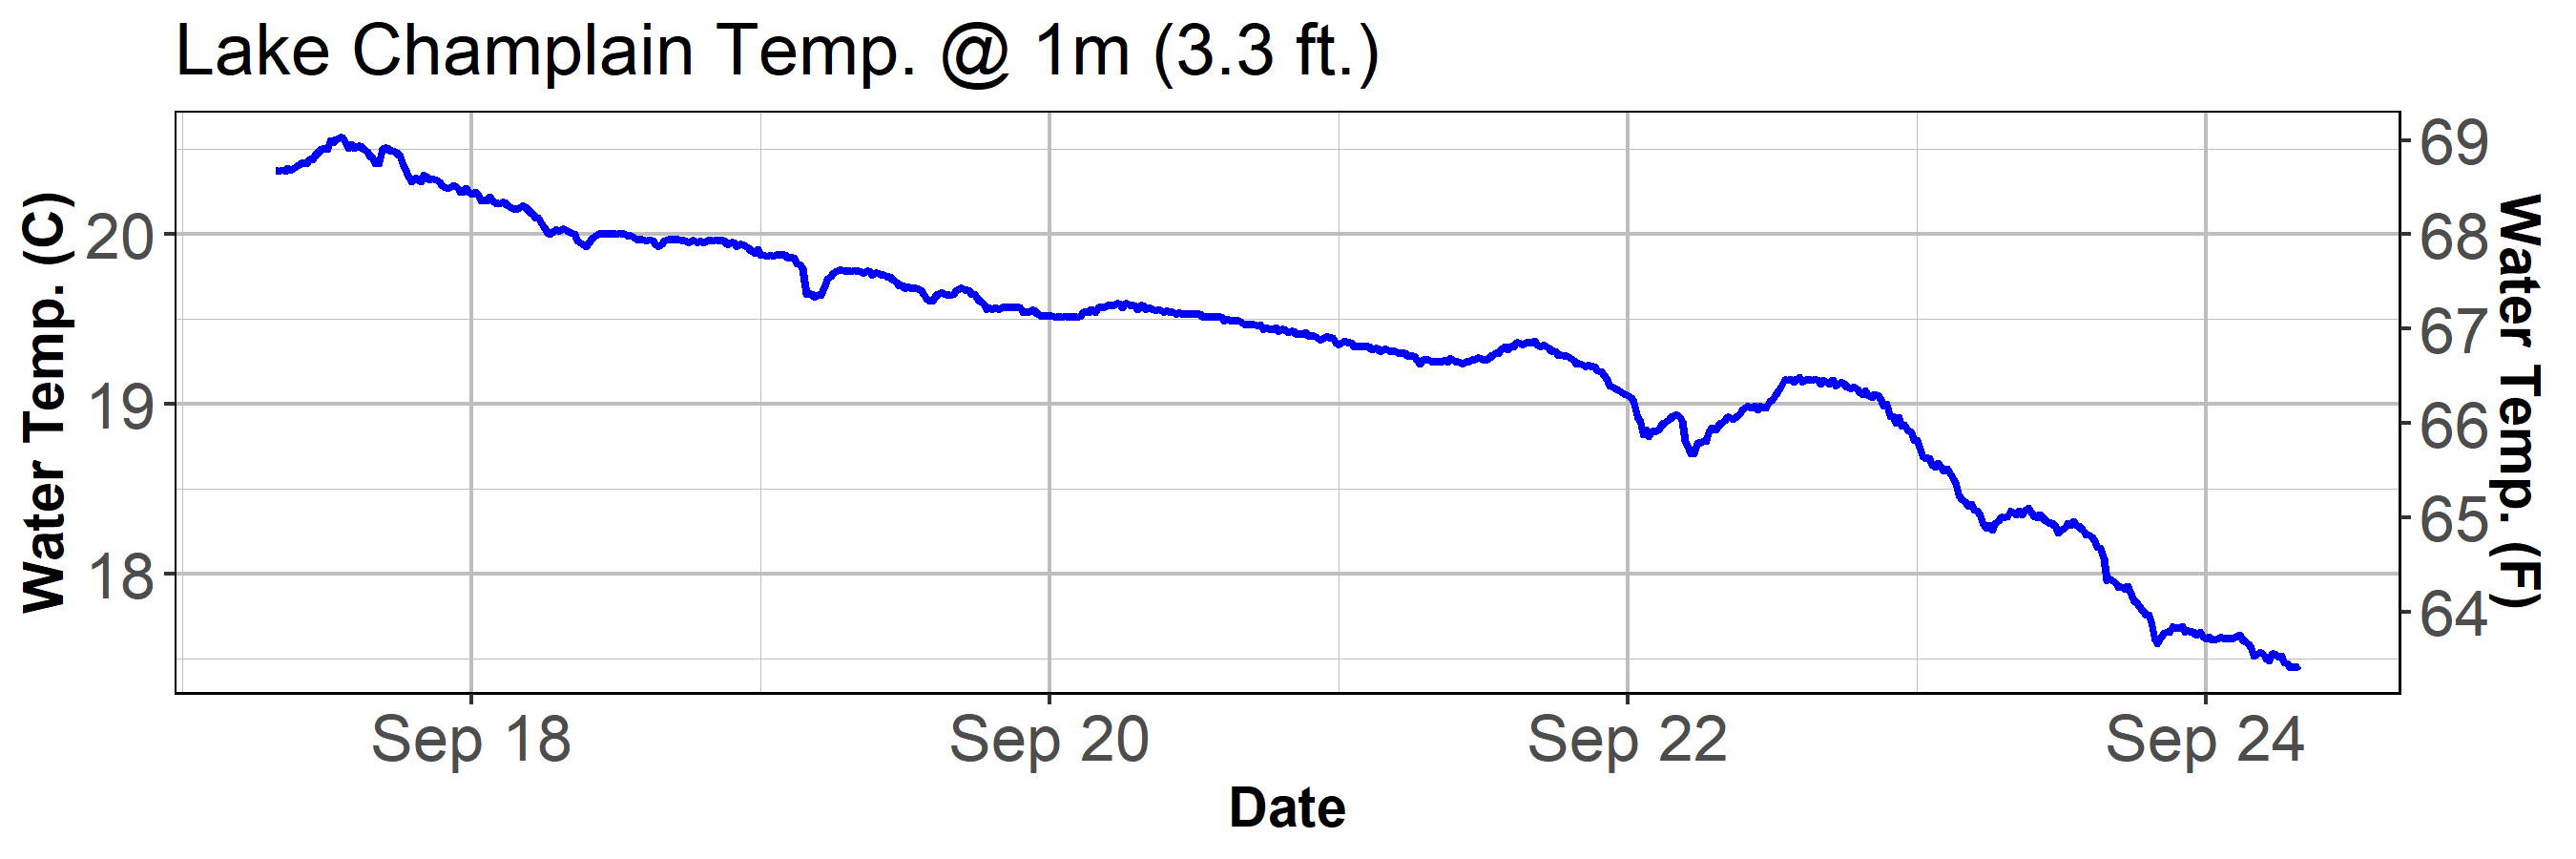 Lake Champlain Temp. @ 1m (3.3 ft.)
Water Temp. (C)
20
19
18
69
68
67
66
65
64
Water Temp. (F)
Sep 18
Sep 20
Sep 22
Sep 24
Date